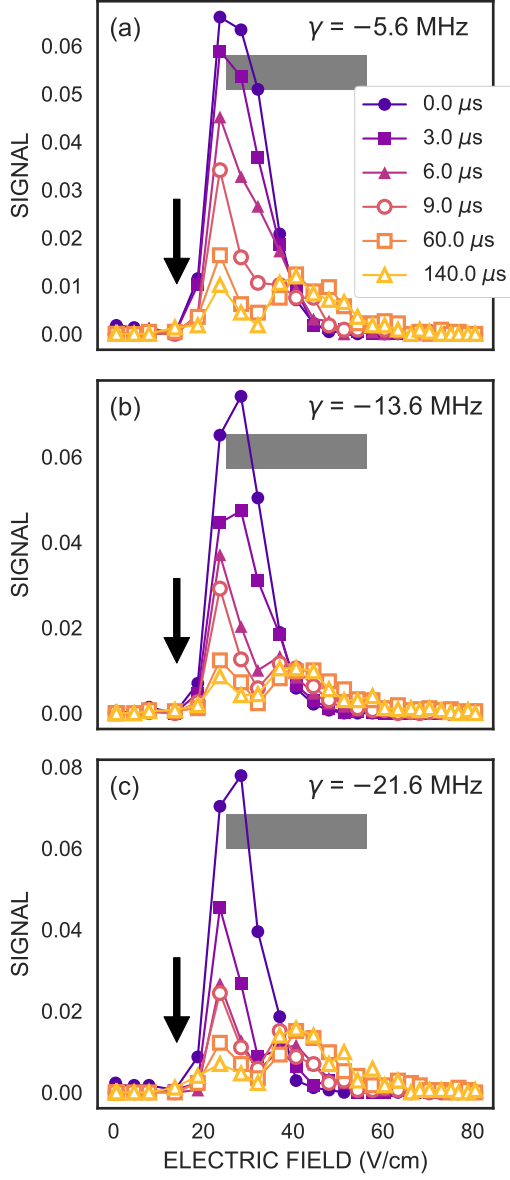 (a) γ = −5.6 MHz
0.06
0.05
0.04
0.03
0.02
0.01
0.00
SIGNAL
0.0 μs
3.0 μs
6.0 μs
9.0 μs
60.0 μs
140.0 μs
(b) γ = −13.6 MHz
0.06
0.04
0.02
0.00
SIGNAL
(c) γ = −21.6 MHz
0.08
0.06
0.04
0.02
0.00
SIGNAL
0 20 40 60 80
ELECTRIC FIELD (V/cm)